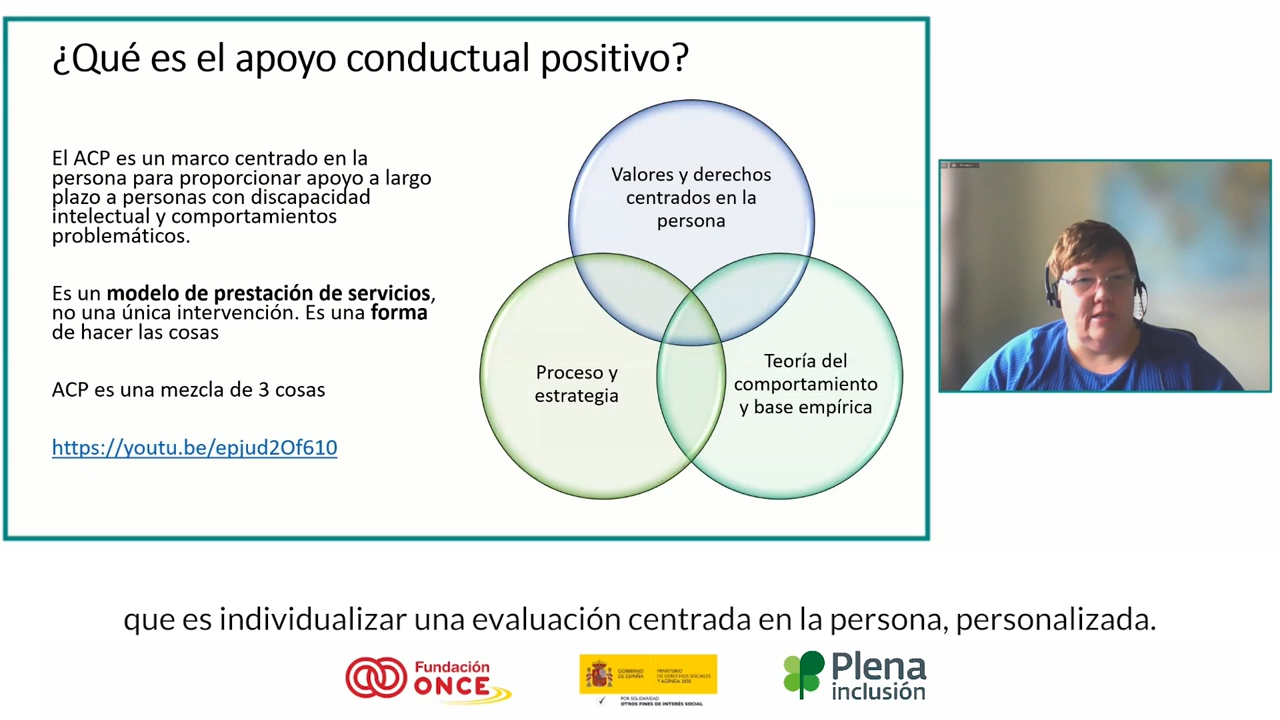 ¿Qué es el apoyo conductual positivo?
El ACP es un marco centrado en la
persona para proporcionar apoyo a largo
plazo a personas con discapacidad
intelectual y comportamientos
problemáticos.
Es un modelo de prestación de servicios,
no una única intervención. Es una forma
de hacer las cosas
ACP es una mezcla de 3 cosas
https://youtu.be/epjud2Of610
Valores y derechos
centrados en la
persona
Proceso y
estrategia
Teoría del
comportamiento
y base empírica
que es individualizar una evaluación centrada en la persona, personalizada.
Fundación
ONCE
GOBIERNO
DE ESPAÑA
MINISTERIO
DE DERECHOS SOCIALES
Y AGENDA 2030
POR SOLIDARIDAD
OTROS FINES DE INTERÉS SOCIAL
Plena
inclusión